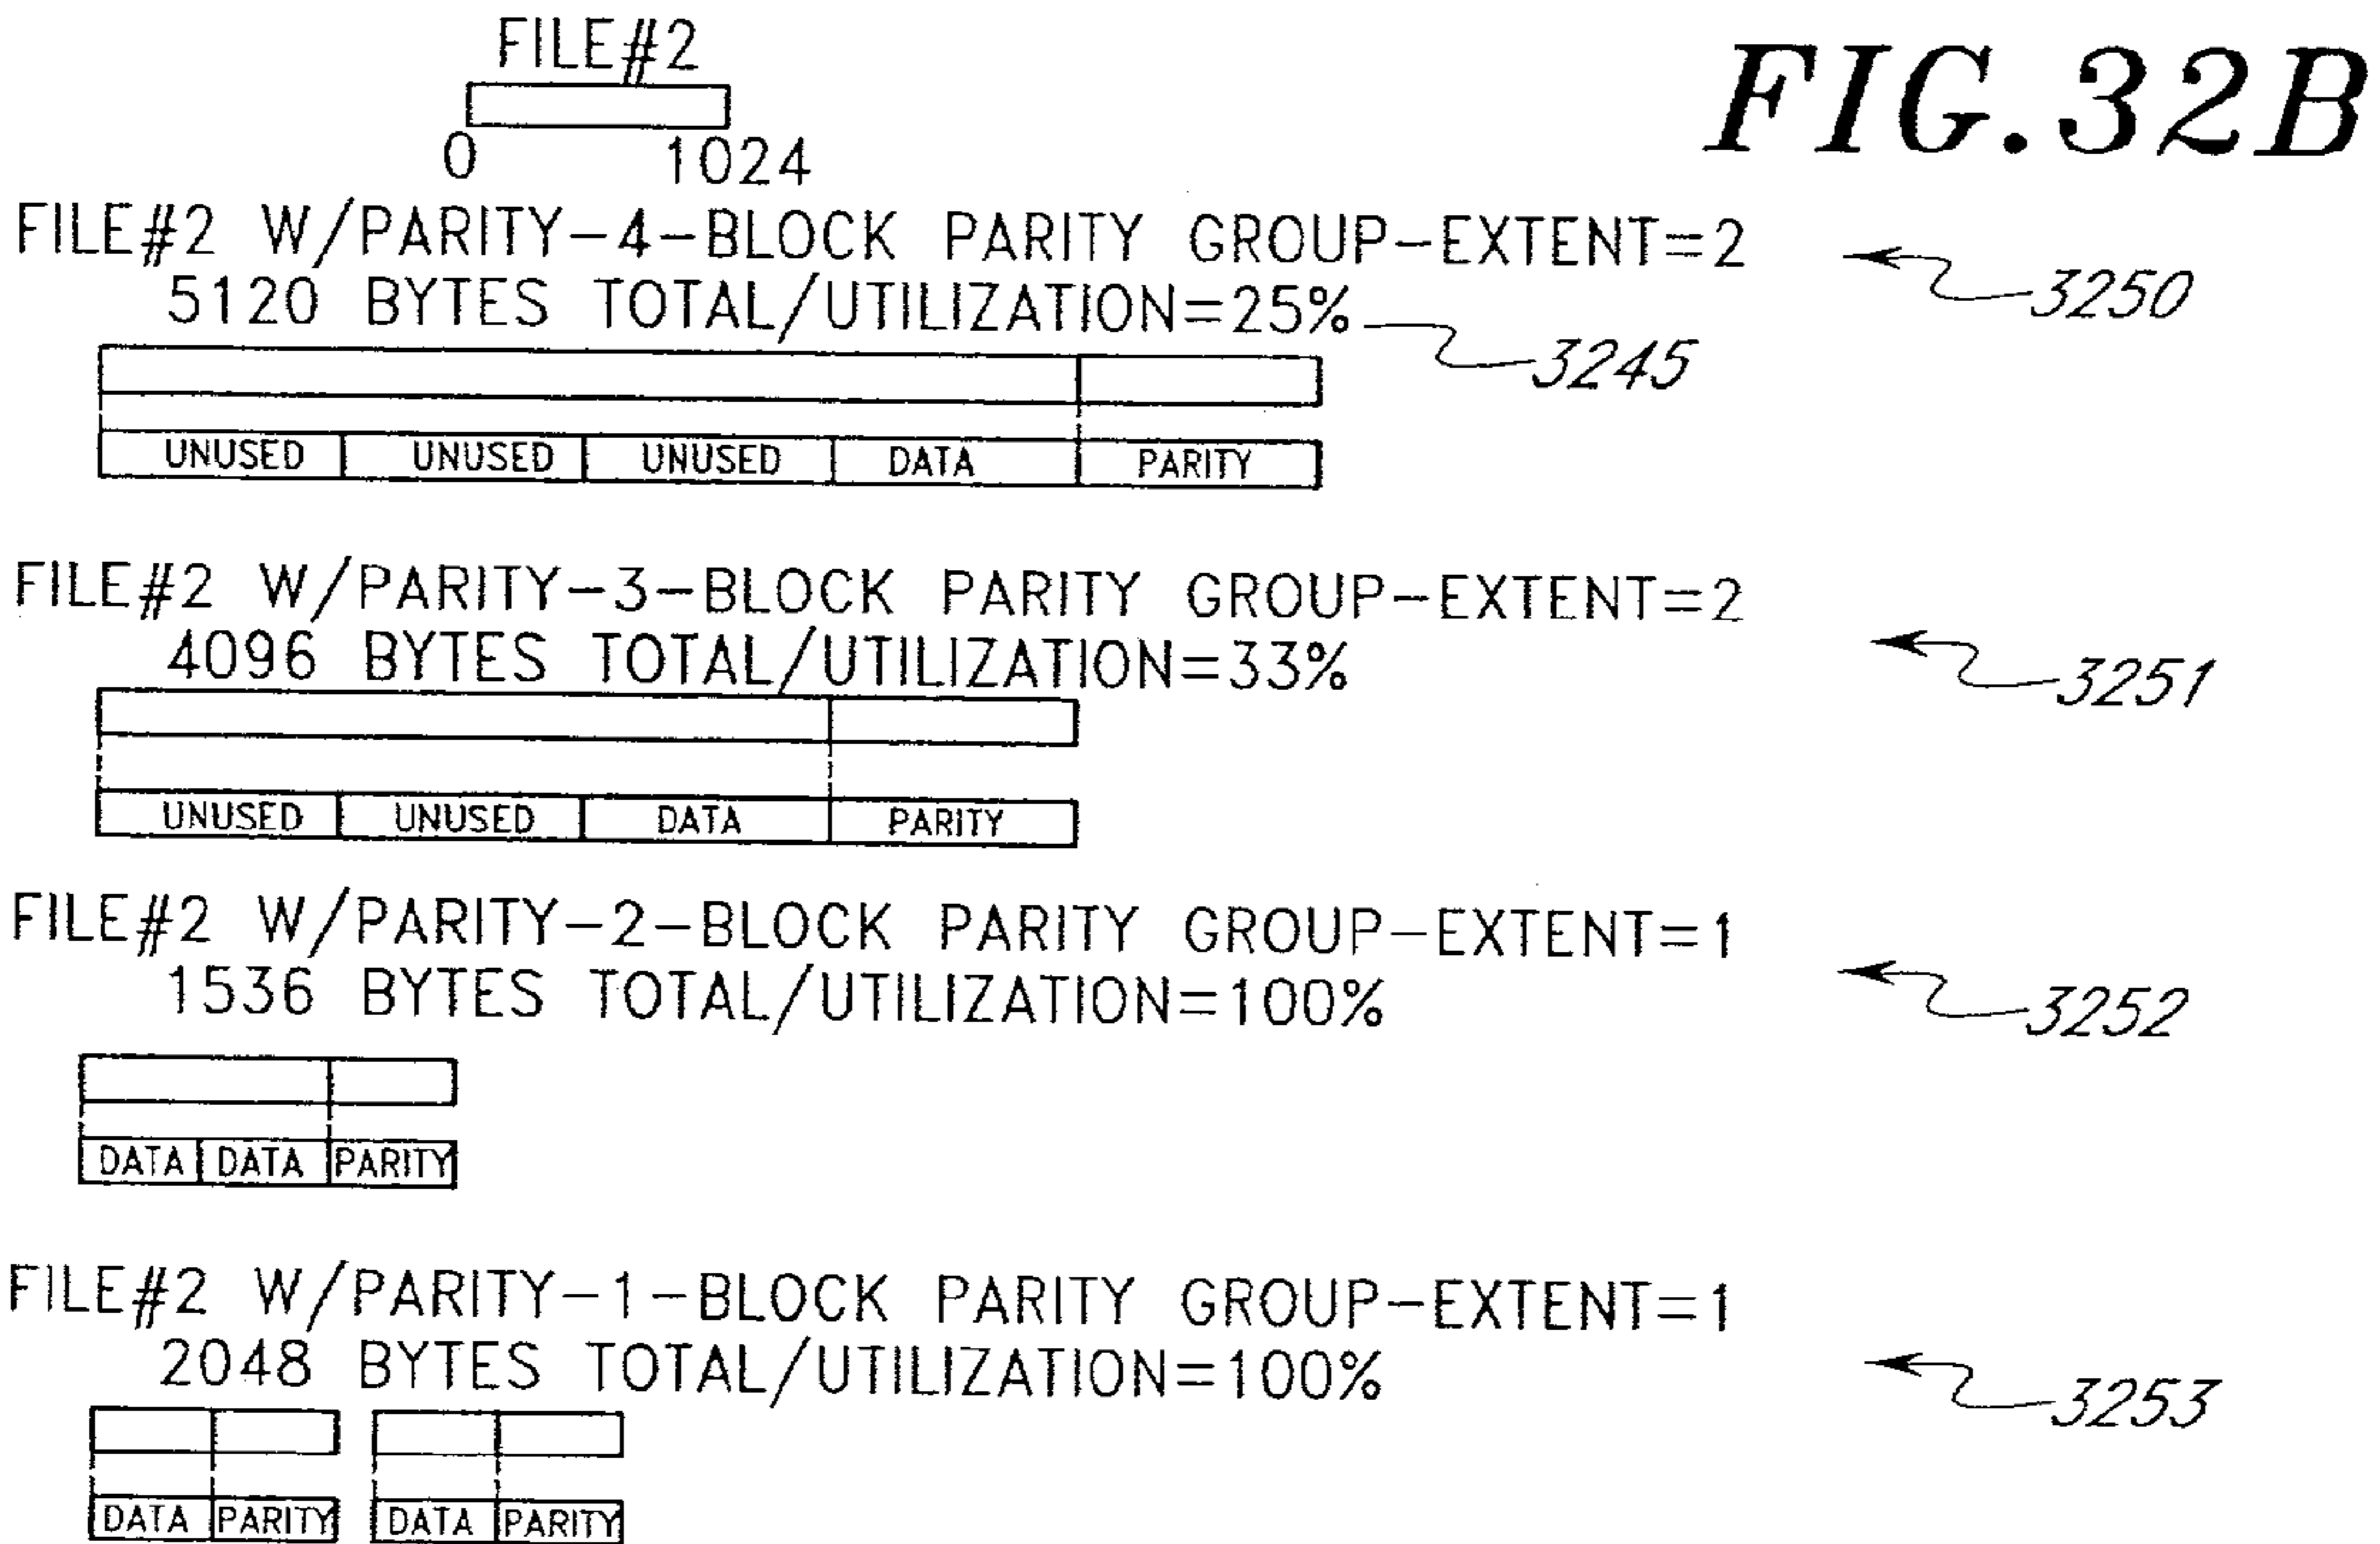 FILE#2
FIG.32B
0 1024
FILE#2 W/PARITY-4-BLOCK PARITY GROUP-EXTENT=2
3250
5120 BYTES TOTAL/UTILIZATION=25%
3245
UNUSED UNUSED UNUSED DATA PARITY
FILE#2 W/PARITY-3-BLOCK PARITY GROUP-EXTENT=2
4096 BYTES TOTAL/UTILIZATION=33%
3251
UNUSED UNUSED DATA PARITY
FILE#2 W/PARITY-2-BLOCK PARITY GROUP-EXTENT=1
1536 BYTES TOTAL/UTILIZATION=100%
3252
DATA DATA PARITY
FILE#2 W/PARITY-1-BLOCK PARITY GROUP-EXTENT=1
2048 BYTES TOTAL/UTILIZATION=100%
3253
DATA PARITY DATA PARITY